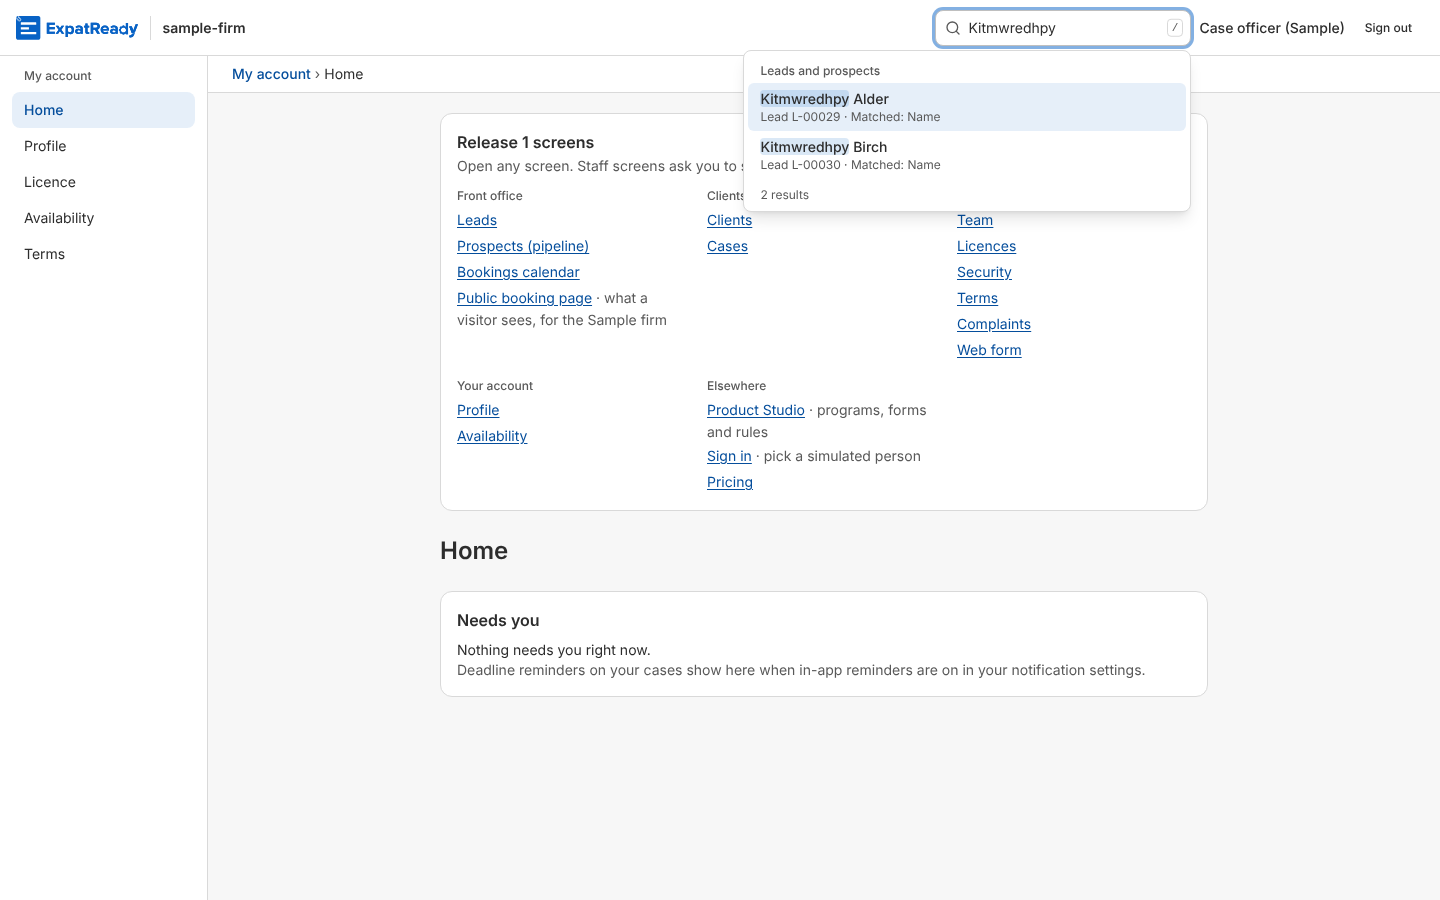 ExpatReady
sample-firm
Kitmwredhpy
/
Case officer (Sample)
Sign out
My account
Home
Profile
Licence
Availability
Terms
My account › Home
Leads and prospects
Kitmwredhpy Alder
Lead L-00029 · Matched: Name
Kitmwredhpy Birch
Lead L-00030 · Matched: Name
2 results
Release 1 screens
Open any screen. Staff screens ask you to
Front office
Leads
Prospects (pipeline)
Bookings calendar
Public booking page · what a
visitor sees, for the Sample firm
Clients
Clients
Cases
Team
Licences
Security
Terms
Complaints
Web form
Your account
Profile
Availability
Elsewhere
Product Studio · programs, forms
and rules
Sign in · pick a simulated person
Pricing
Home
Needs you
Nothing needs you right now.
Deadline reminders on your cases show here when in-app reminders are on in your notification settings.